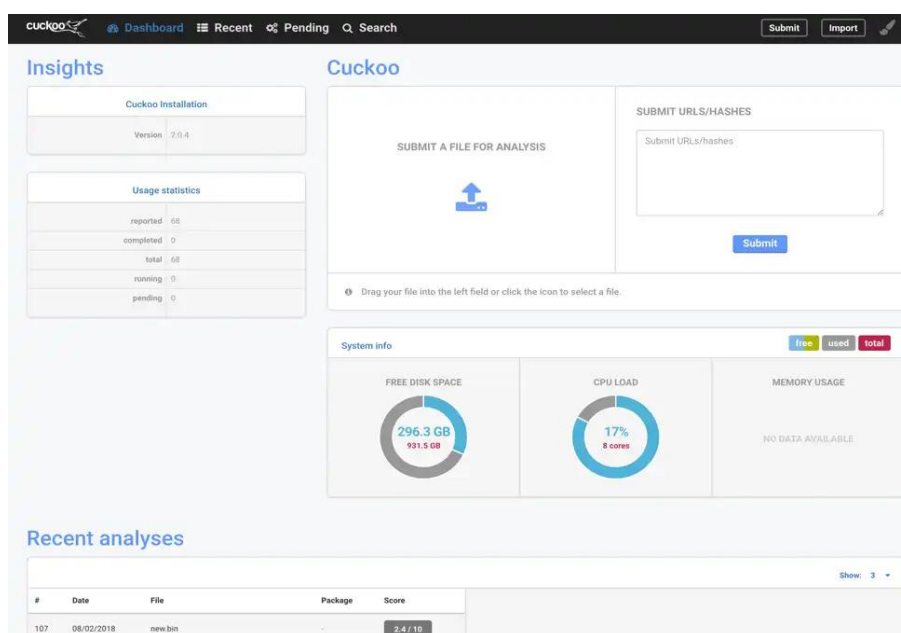 cuckoo Dashboard Recent Pending Search Submit Import
Insights
Cuckoo Installation
Version 2.0.4
Usage statistics
reported 68
completed 0
total 68
running 0
pending 0
Cuckoo
SUBMIT A FILE FOR ANALYSIS
SUBMIT URLS/HASHES
Submit URLs/hashes
Submit
Drag your file into the left field or click the icon to select a file.
System info free used total
FREE DISK SPACE
296.3 GB
931.5 GB
CPU LOAD
17%
8 cores
MEMORY USAGE
NO DATA AVAILABLE
Recent analyses
Show: 3
# Date File Package Score
107 08/02/2018 new.bin - 2.4 / 10